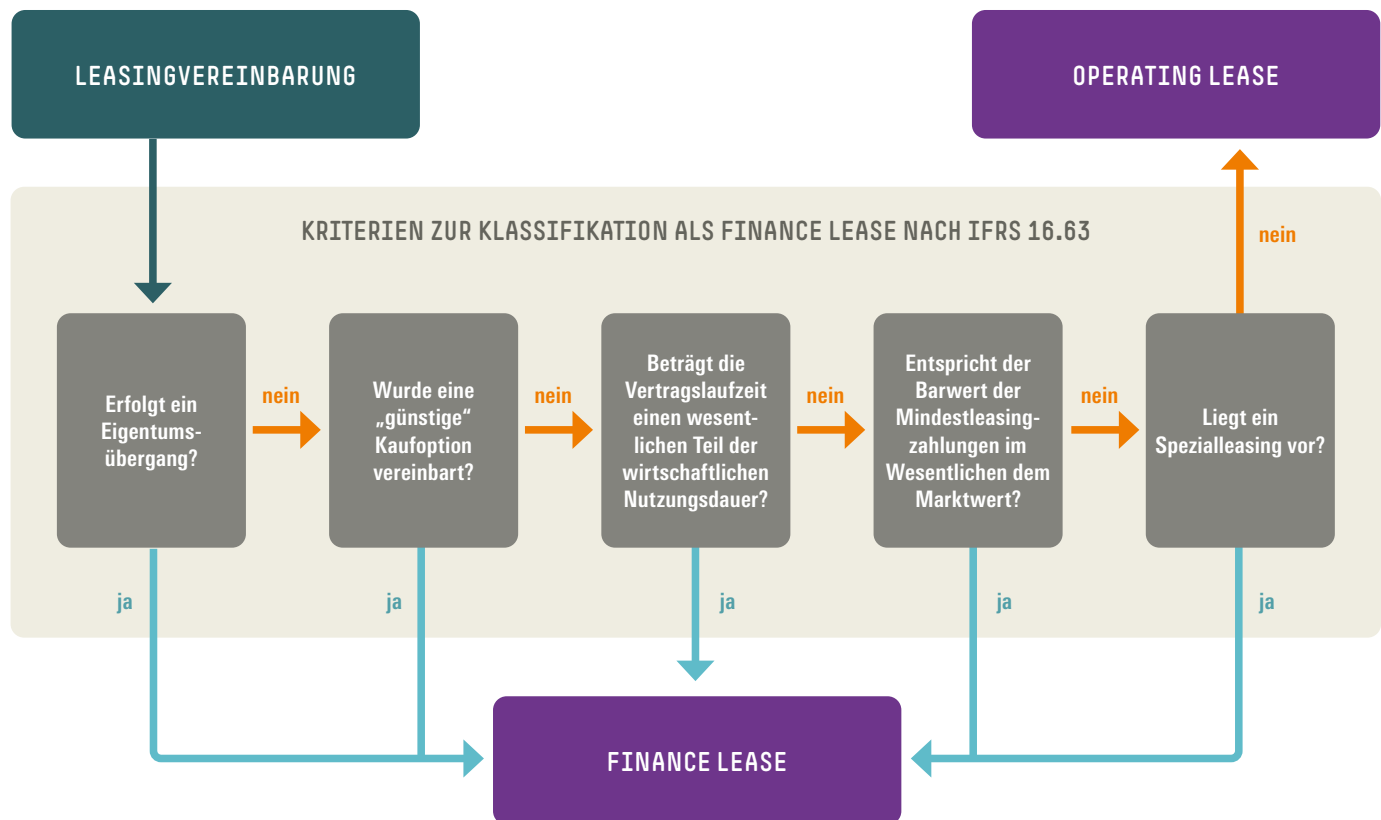 LEASINGVEREINBARUNG
OPERATING LEASE
KRITERIEN ZUR KLASSIFIKATION ALS FINANCE LEASE NACH IFRS 16.63
nein
Erfolgt ein
Eigentums-
übergang?
nein
Wurde eine
„günstige“
Kaufoption
vereinbart?
nein
Beträgt die
Vertragslaufzeit
einen wesent-
lichen Teil der
wirtschaftlichen
Nutzungsdauer?
nein
Entspricht der
Barwert der
Mindestleasing-
zahlungen im
Wesentlichen dem
Marktwert?
nein
Liegt ein
Spezialleasing vor?
ja
ja
ja
ja
ja
FINANCE LEASE